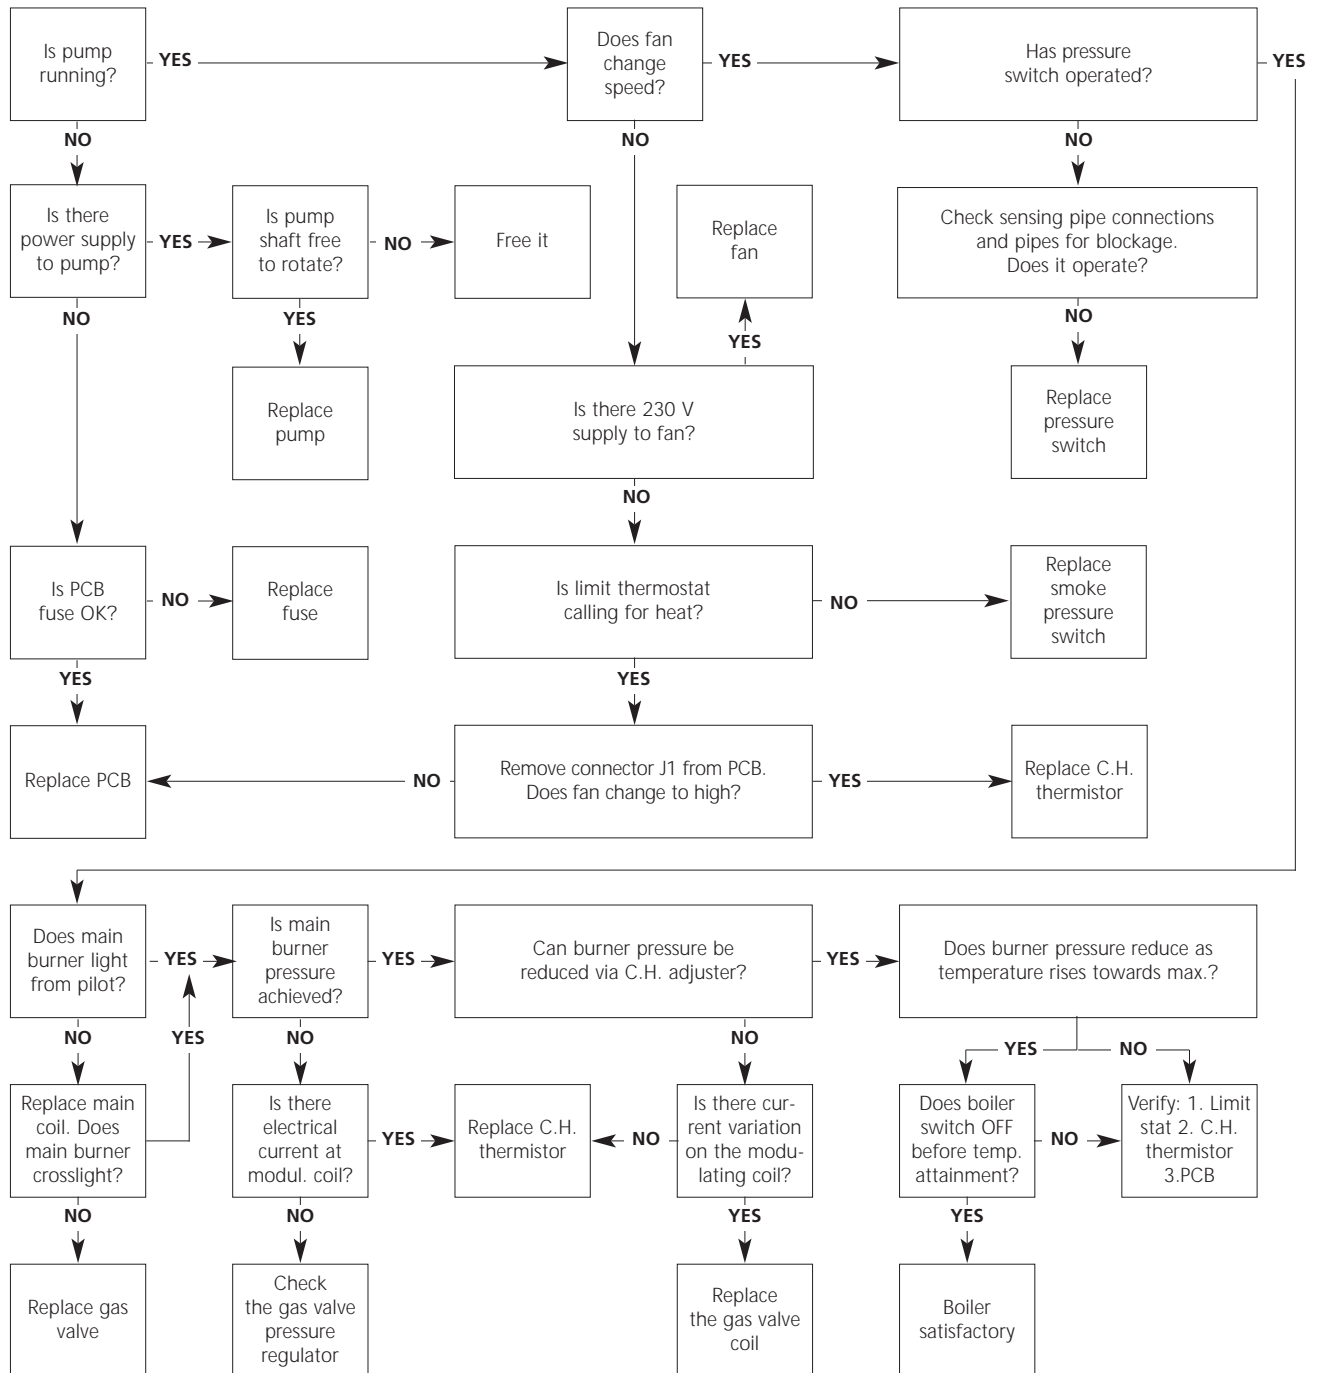 Is pump
running?
YES
Does fan
change
speed?
YES
Has pressure
switch operated?
YES
NO
NO
NO
Is there
power supply
to pump?
YES
Is pump
shaft free
to rotate?
NO
Free it
Replace
fan
Check sensing pipe connections
and pipes for blockage.
Does it operate?
NO
YES
YES
NO
Replace
pump
Is there 230 V
supply to fan?
Replace
pressure
switch
NO
Is PCB
fuse OK?
NO
Replace
fuse
Is limit thermostat
calling for heat?
NO
Replace
smoke
pressure
switch
YES
YES
Replace PCB
NO
Remove connector J1 from PCB.
Does fan change to high?
YES
Replace C.H.
thermistor
Does main
burner light
from pilot?
YES
Is main
burner
pressure
achieved?
YES
Can burner pressure be
reduced via C.H. adjuster?
YES
Does burner pressure reduce as
temperature rises towards max.?
NO
YES
NO
NO
YES
NO
Replace main
coil. Does
main burner
crosslight?
Is there
electrical
current at
modul. coil?
YES
Replace C.H.
thermistor
NO
Is there cur-
rent variation
on the modu-
lating coil?
Does boiler
switch OFF
before temp.
attainment?
NO
Verify: 1. Limit
stat 2. C.H.
thermistor
3.PCB
NO
NO
YES
YES
Replace gas
valve
Check
the gas valve
pressure
regulator
Replace
the gas valve
coil
Boiler
satisfactory